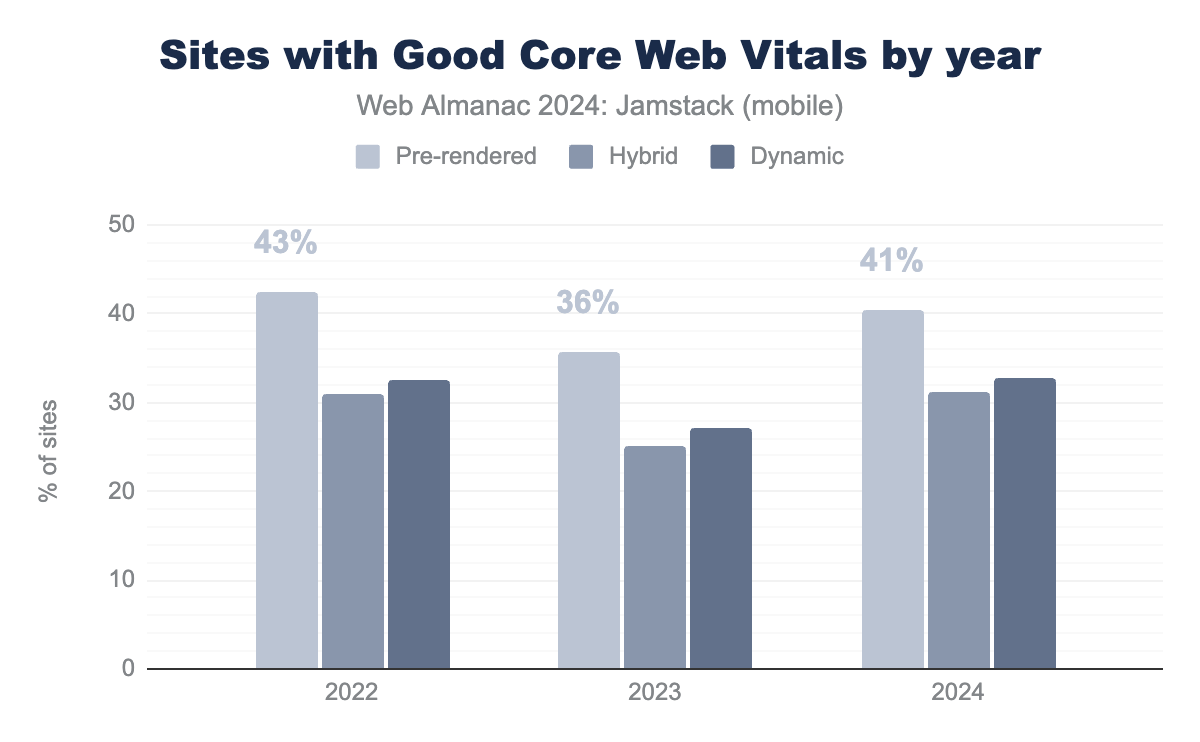 Sites with Good Core Web Vitals by year
Web Almanac 2024: Jamstack (mobile)
Pre-rendered Hybrid Dynamic
% of sites
50
40
30
20
10
0
43%
36%
41%
2022 2023 2024